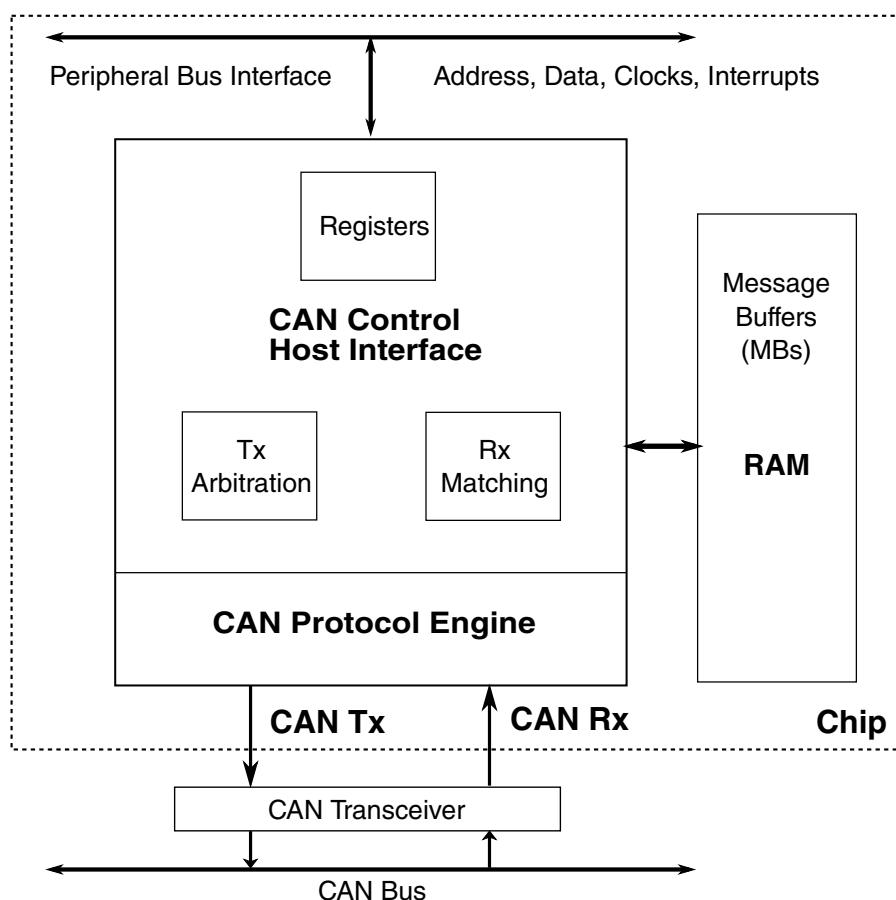 Peripheral Bus Interface
Address, Data, Clocks, Interrupts
Registers
CAN Control
Host Interface
Message
Buffers
(MBs)
Tx
Arbitration
Rx
Matching
RAM
CAN Protocol Engine
CAN Tx
CAN Rx
Chip
CAN Transceiver
CAN Bus